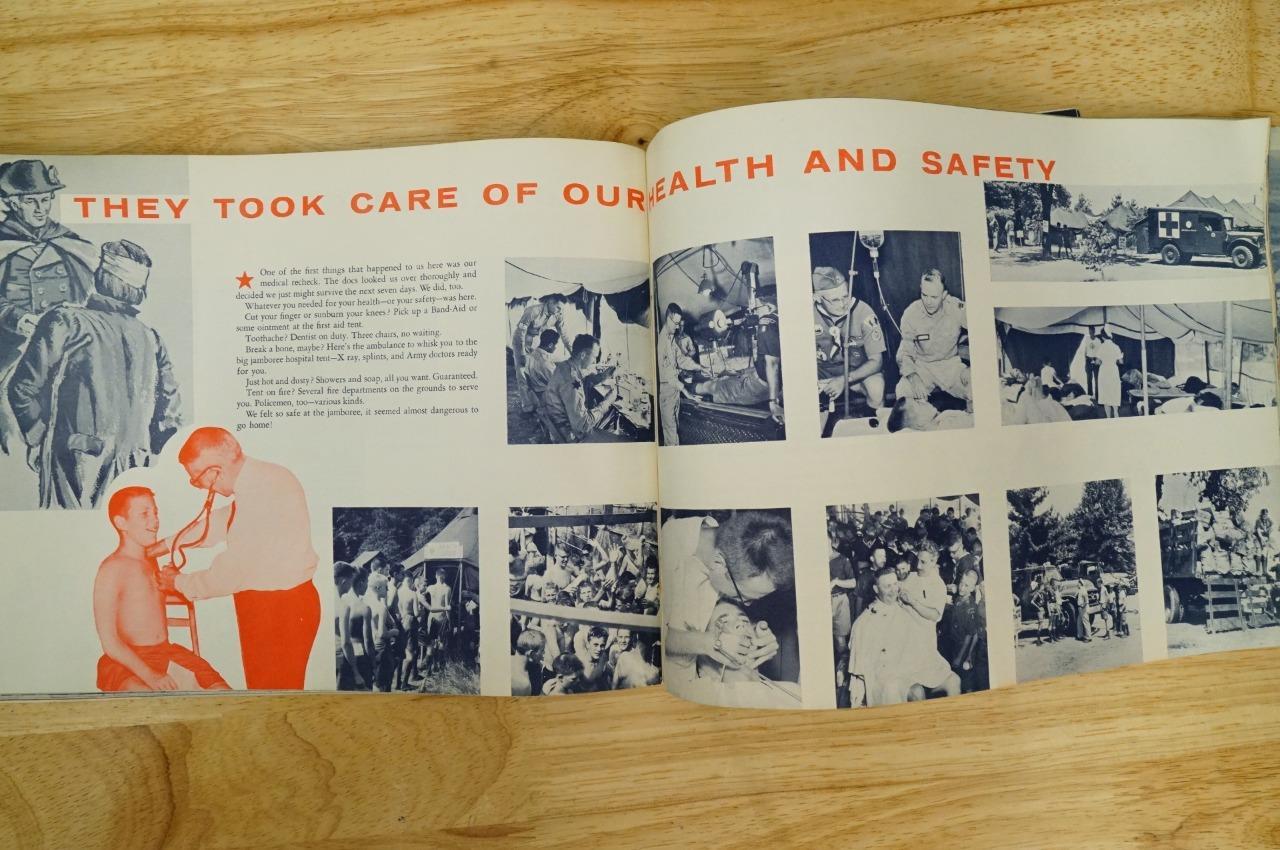 THEY TOOK CARE OF OUR HEALTH AND SAFETY
One of the first things that happened to us here was our
medical recheck. The docs looked us over thoroughly and
decided we just might survive the next seven days. We did, too.
Whatever you needed for your health—or your safety—was here.
Cut your finger or sunburn your knees? Pick up a Band-Aid or
some ointment at the first aid tent.
Toothache? Dentist on duty. Three chairs, no waiting.
Break a bone, maybe? Here's the ambulance to whisk you to the
big jamboree hospital tent—X ray, splints, and Army doctors ready
for you.
Just hot and dusty? Showers and soap, all you want. Guaranteed.
Tent on fire? Several fire departments on the grounds to serve
you. Policemen, too—various kinds.
We felt so safe at the jamboree, it seemed almost dangerous to
go home!